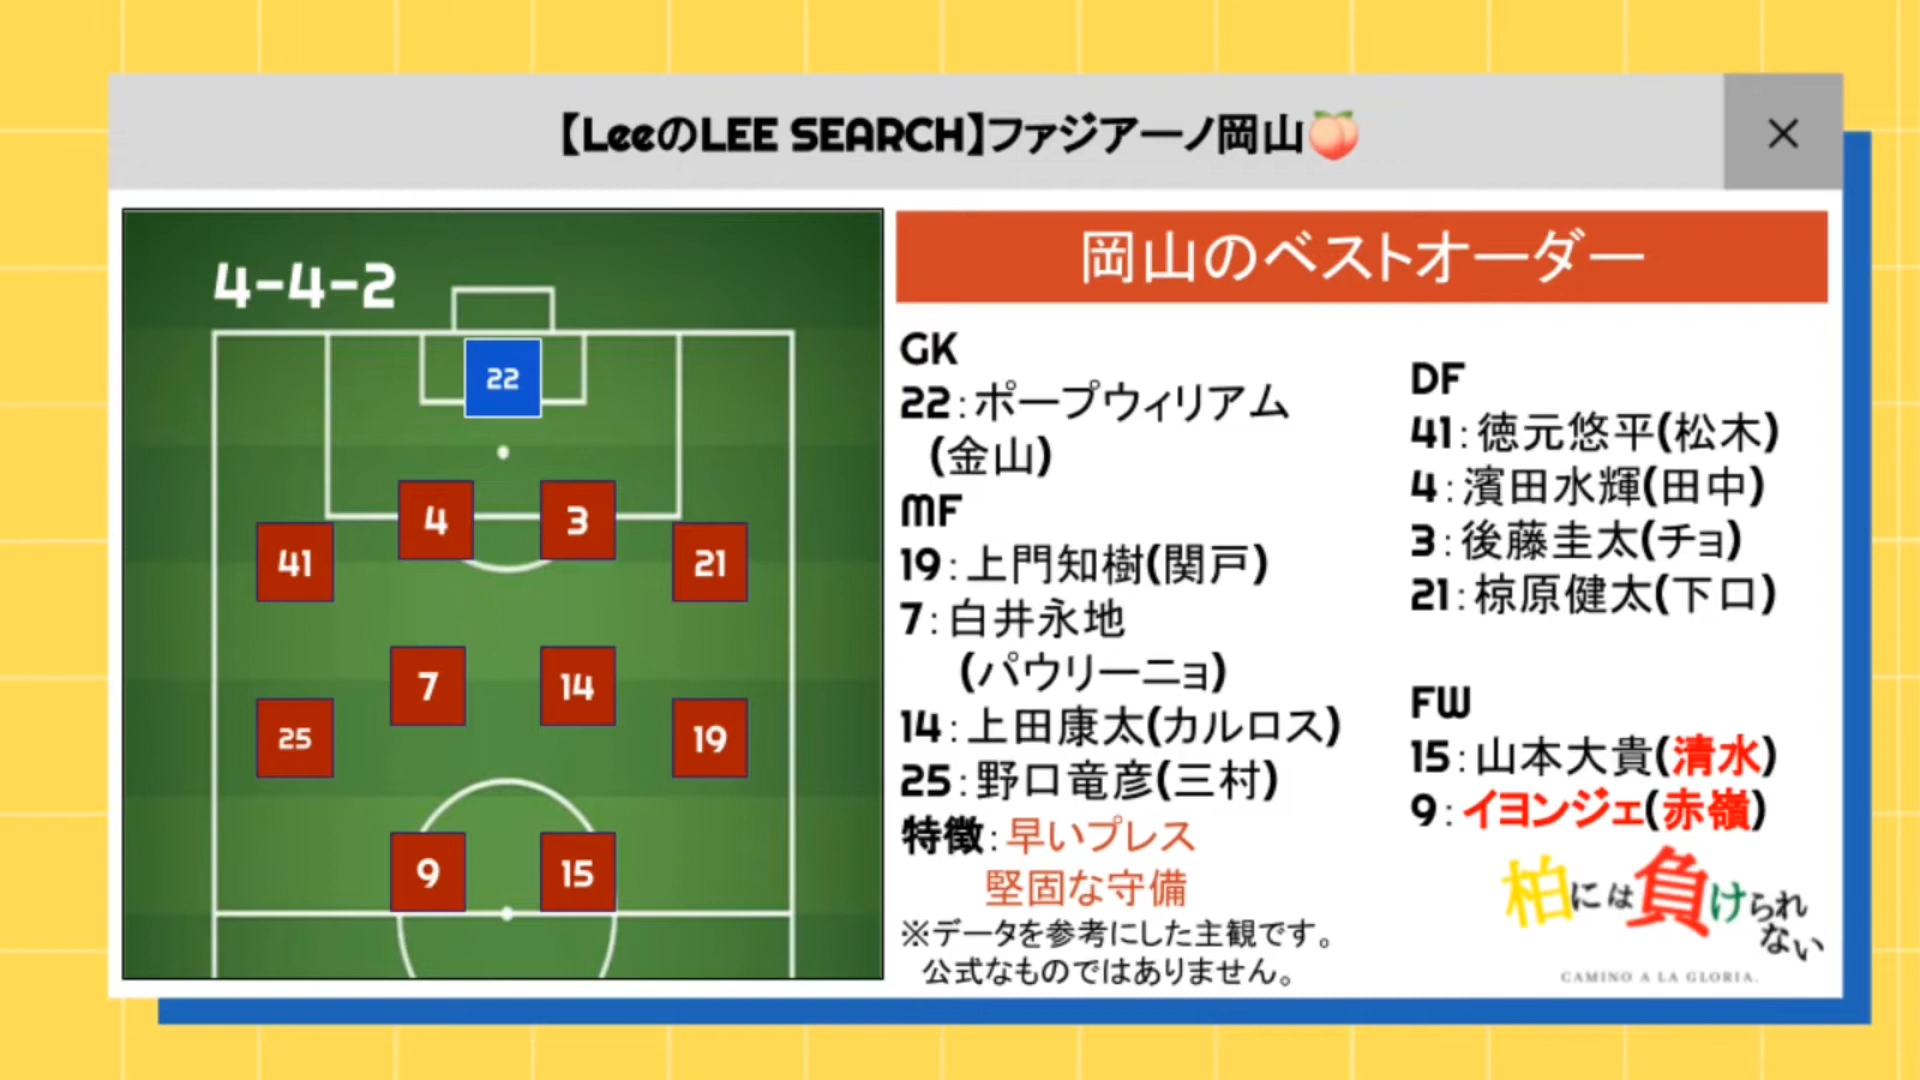 【LeeのLEE SEARCH】ファジアーノ岡山🍑
×
4-4-2
22
4
3
41
21
7
14
25
19
9
15
岡山のベストオーダー
GK
22:ポープウィリアム
(金山)
MF
19:上門知樹(関戸)
7:白井永地
(パウリーニョ)
14:上田康太(カルロス)
25:野口竜彦(三村)
特徴:早いプレス
堅固な守備
※データを参考にした主観です。
公式なものではありません。
DF
41:徳元悠平(松木)
4:濱田水輝(田中)
3:後藤圭太(チョ)
21:椋原健太(下口)
FW
15:山本大貴(清水)
9:イヨンジェ(赤嶺)
柏には負けられ
ない
CAMINO A LA GLORIA.